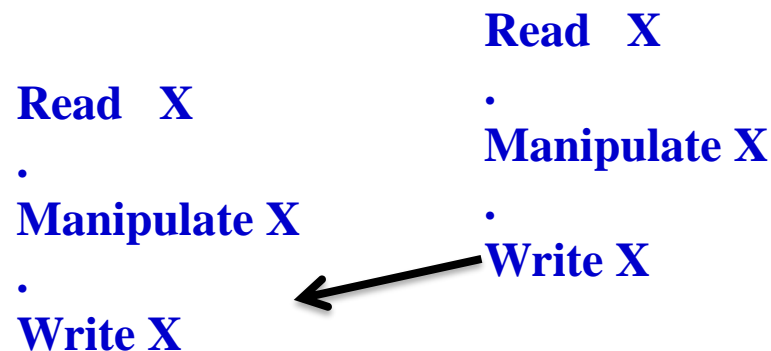 Read X
.
Manipulate X
.
Write X
Read X
.
Manipulate X
.
Write X